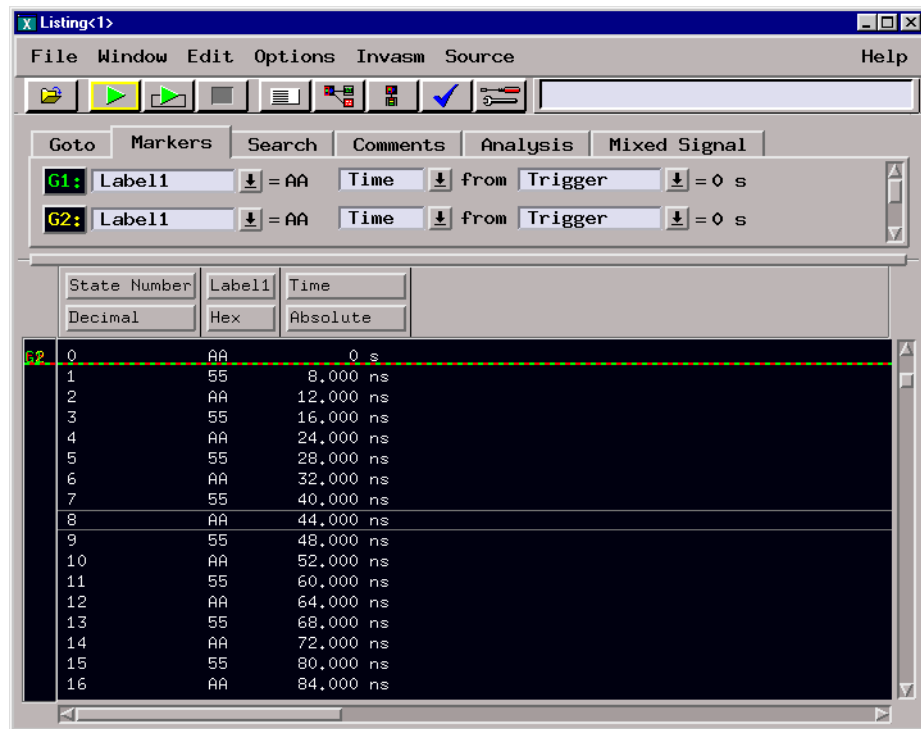 Listing<1>
File Window Edit Options Invasm Source Help
Goto Markers Search Comments Analysis Mixed Signal
G1: Label1 = AA Time from Trigger = 0 s
G2: Label1 = AA Time from Trigger = 0 s
State Number Label1 Time
Decimal Hex Absolute
G2 0 AA 0 s
1 55 8.000 ns
2 AA 12.000 ns
3 55 16.000 ns
4 AA 24.000 ns
5 55 28.000 ns
6 AA 32.000 ns
7 55 40.000 ns
8 AA 44.000 ns
9 55 48.000 ns
10 AA 52.000 ns
11 55 60.000 ns
12 AA 64.000 ns
13 55 68.000 ns
14 AA 72.000 ns
15 55 80.000 ns
16 AA 84.000 ns